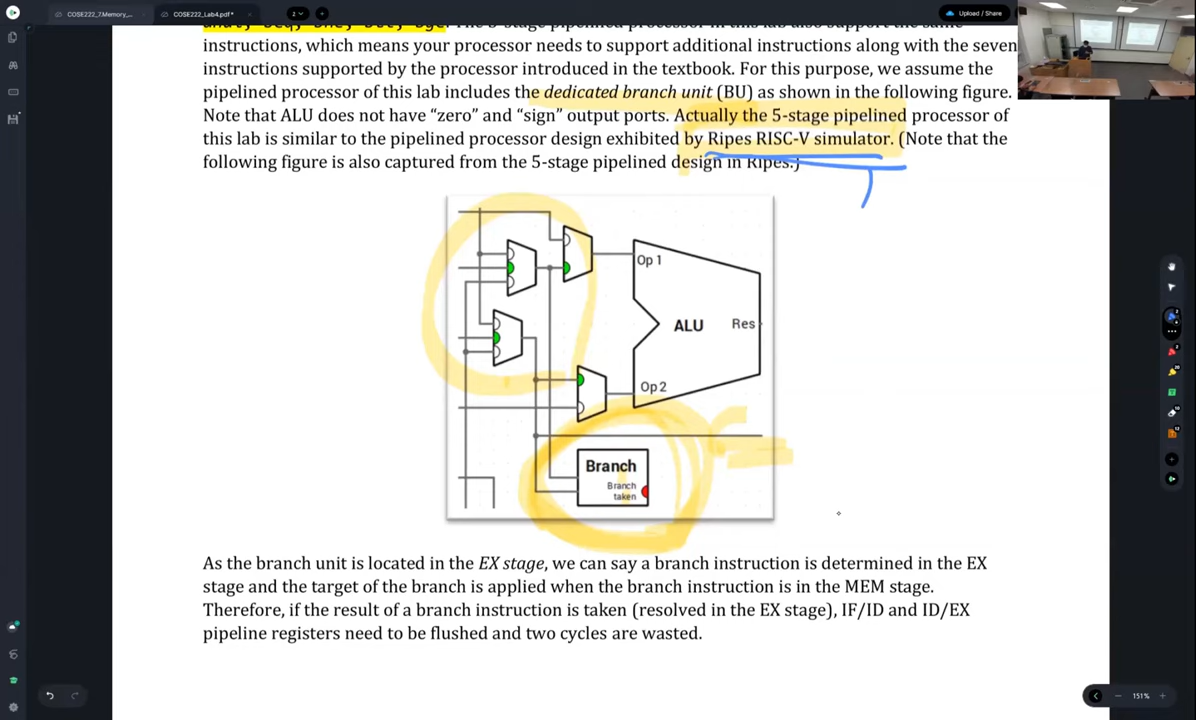 COSE222_7.Memory_...
COSE222_Lab4.pdf*
1
Upload / Share
instructions, which means your processor needs to support additional instructions along with the seven
instructions supported by the processor introduced in the textbook. For this purpose, we assume the
pipelined processor of this lab includes the dedicated branch unit (BU) as shown in the following figure.
Note that ALU does not have “zero” and “sign” output ports. Actually the 5-stage pipelined processor of
this lab is similar to the pipelined processor design exhibited by Ripes RISC-V simulator. (Note that the
following figure is also captured from the 5-stage pipelined design in Ripes.)
Op 1
ALU
Res
Op 2
Branch
Branch
taken
As the branch unit is located in the EX stage, we can say a branch instruction is determined in the EX
stage and the target of the branch is applied when the branch instruction is in the MEM stage.
Therefore, if the result of a branch instruction is taken (resolved in the EX stage), IF/ID and ID/EX
pipeline registers need to be flushed and two cycles are wasted.
151%